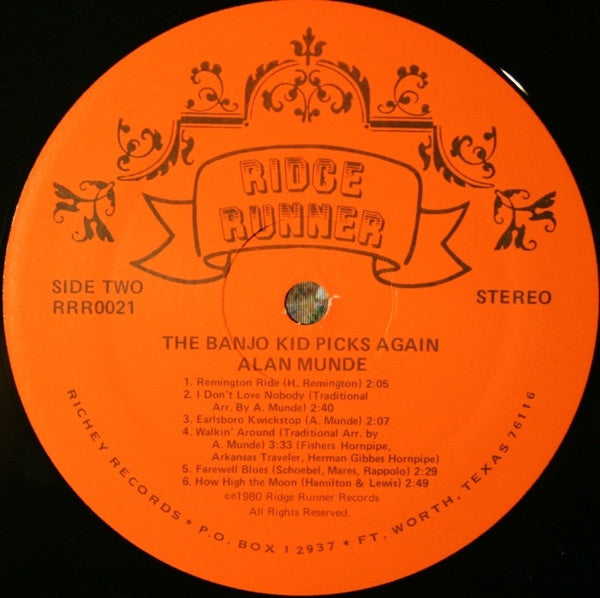 RIDGE
RUNNER
SIDE TWO
RRR0021
STEREO
THE BANJO KID PICKS AGAIN
ALAN MUNDE
1. Remington Ride (H. Remington) 2:05
2. I Don't Love Nobody (Traditional
Arr. By A. Munde) 2:40
3. Earlsboro Kwickstop (A. Munde) 2:07
4. Walkin' Around (Traditional Arr. by
A. Munde) 3:33 (Fishers Hornpipe,
Arkansas Traveler, Herman Gibbes Hornpipe)
5. Farewell Blues (Schoebel, Mares, Rappolo) 2:29
6. How High the Moon (Hamilton & Lewis) 2:49
©℗1980 Ridge Runner Records
All Rights Reserved.
RICHEY RECORDS ★ P.O. BOX 12937 ★ FT. WORTH, TEXAS 76116